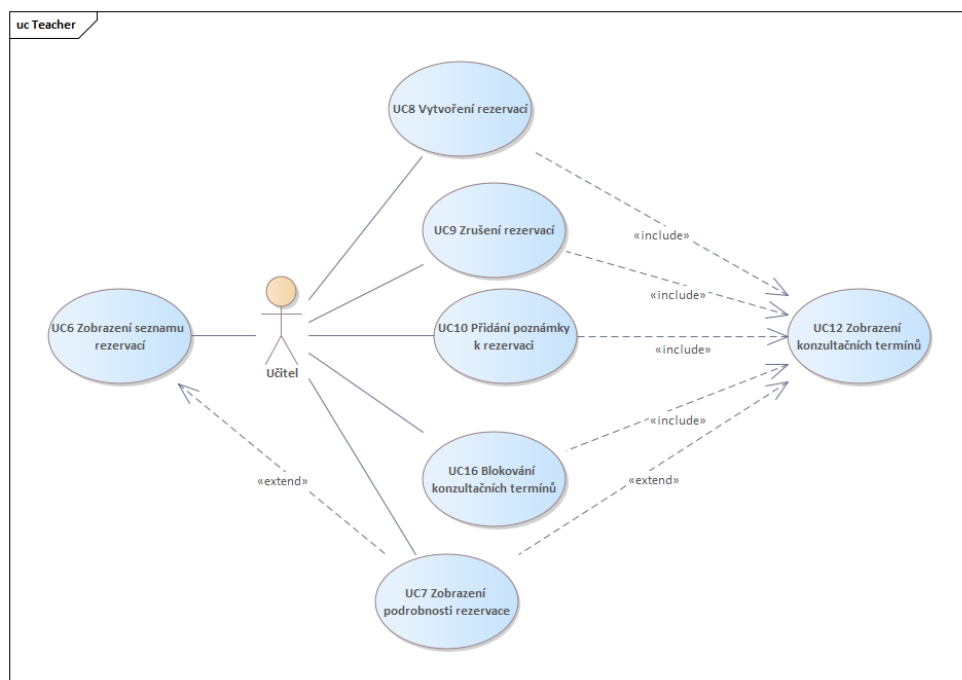 uc Teacher
UC8 Vytvoření rezervací
UC9 Zrušení rezervací
«include»
«include»
UC6 Zobrazení seznamu
rezervací
Učitel
UC10 Přidání poznámky
k rezervaci
«include»
UC12 Zobrazení
konzultačních termínů
«include»
UC16 Blokování
konzultačních termínů
«extend»
«extend»
UC7 Zobrazení
podrobnosti rezervace